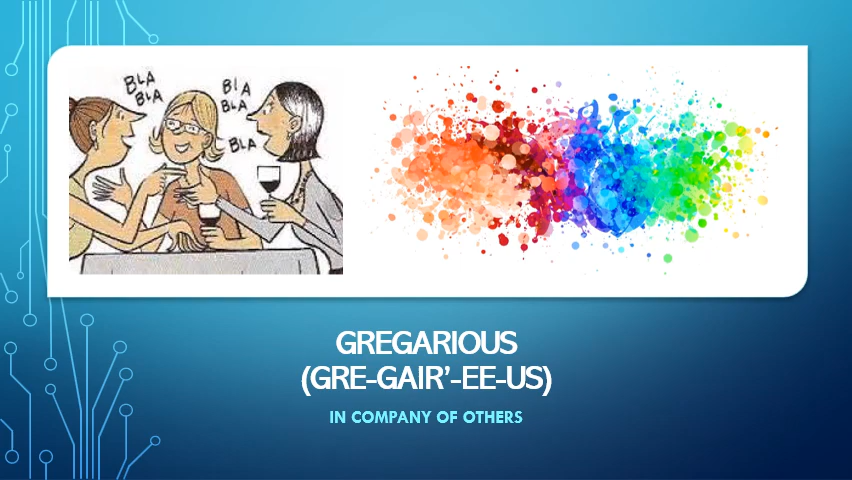 BLA
BLA
BLA
BLA
BLA
GREGARIOUS
(GRE-GAIR’-EE-US)
IN COMPANY OF OTHERS